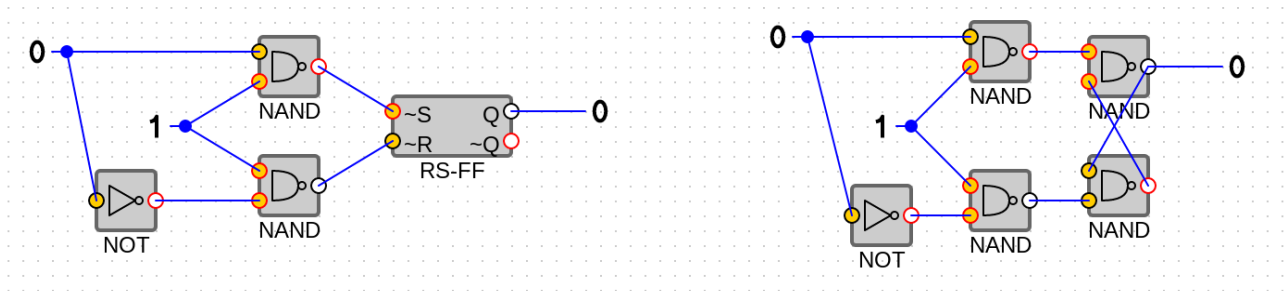 0
NAND
1
~S Q 0
~R ~Q
RS-FF
NOT
NAND
0
0
NAND
NAND
1
NOT
NAND
NAND